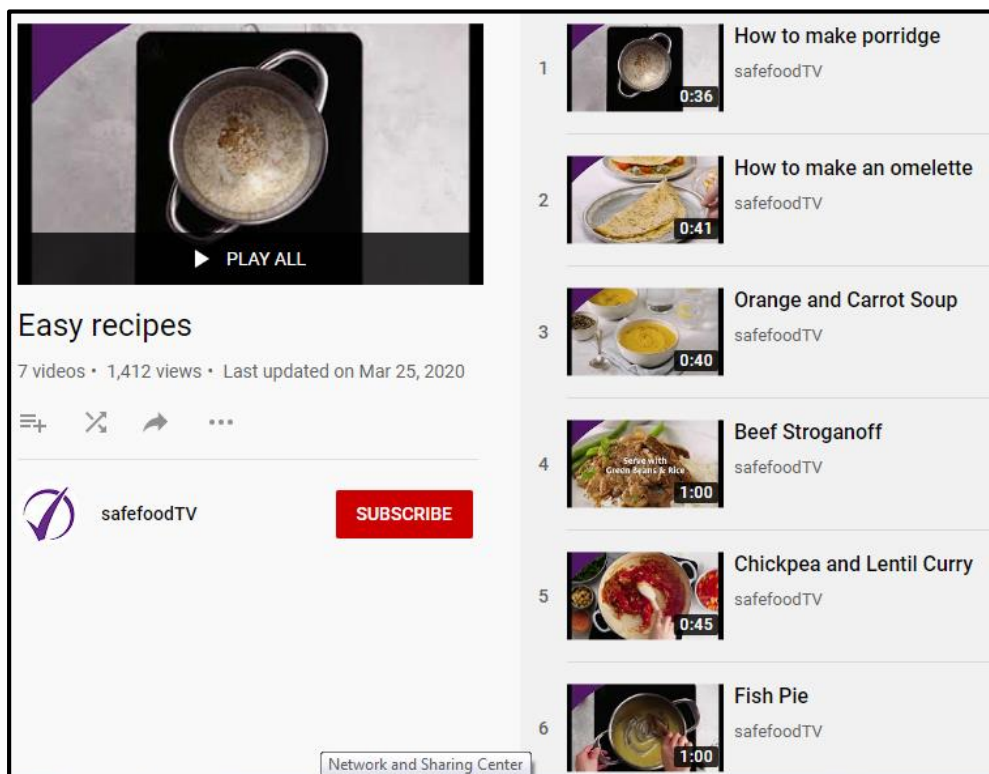 PLAY ALL
Easy recipes
7 videos • 1,412 views • Last updated on Mar 25, 2020
safefoodTV
SUBSCRIBE
1
How to make porridge
safefoodTV
0:36
2
How to make an omelette
safefoodTV
0:41
3
Orange and Carrot Soup
safefoodTV
0:40
4
Beef Stroganoff
safefoodTV
Serve with
Green Beans & Rice
1:00
5
Chickpea and Lentil Curry
safefoodTV
0:45
6
Fish Pie
safefoodTV
1:00
Network and Sharing Center